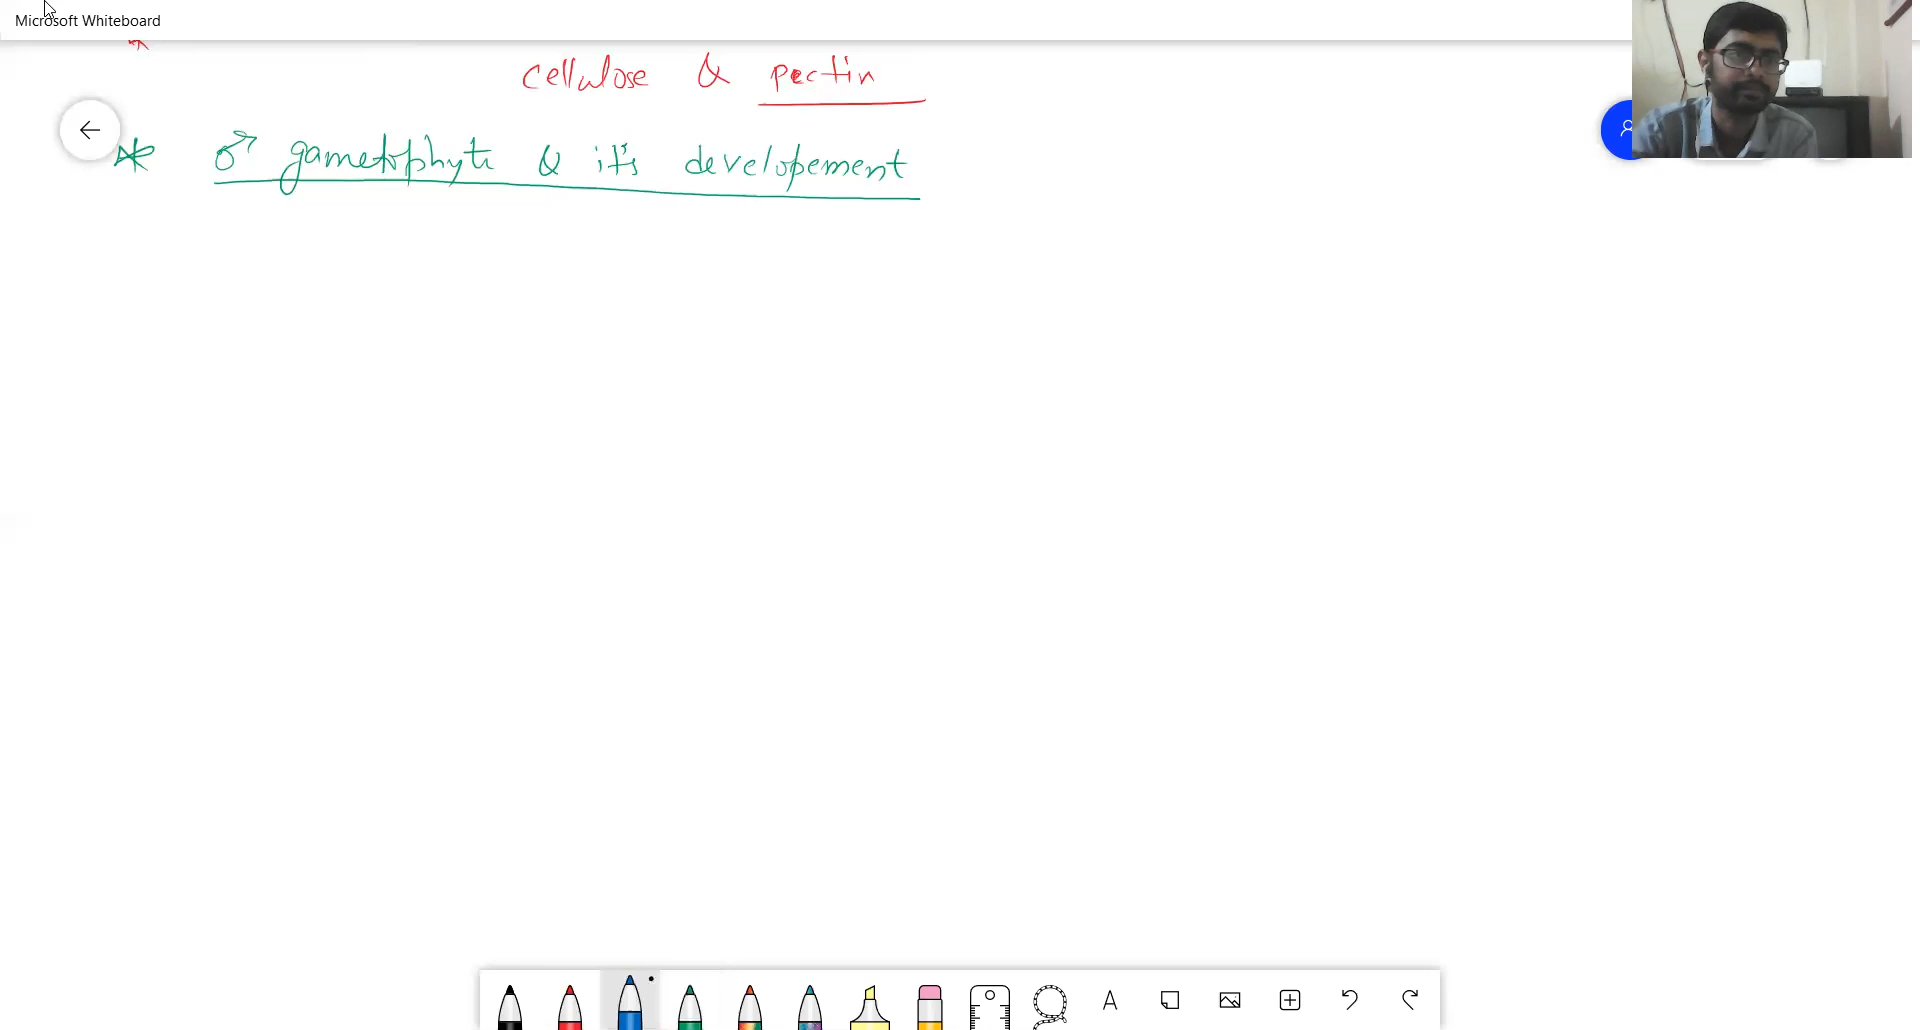 Microsoft Whiteboard
cellulose & pectin
* ♂ gametophyte & it's developement